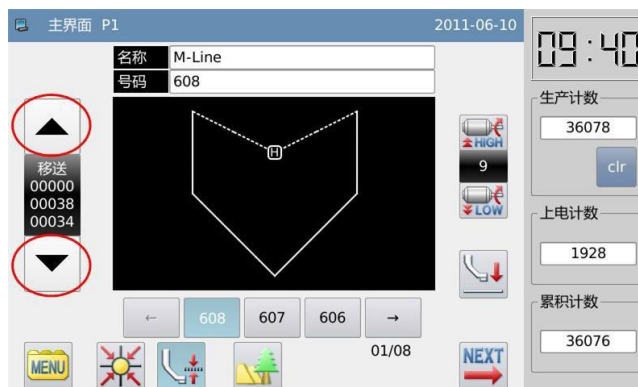 主界面 P1
2011-06-10
名称
M-Line
号码
608
09:40
移送
00000
00038
00034
H
HIGH
9
LOW
生产计数
36078
clr
上电计数
1928
累积计数
36076
←
608
607
606
→
01/08
MENU
NEXT